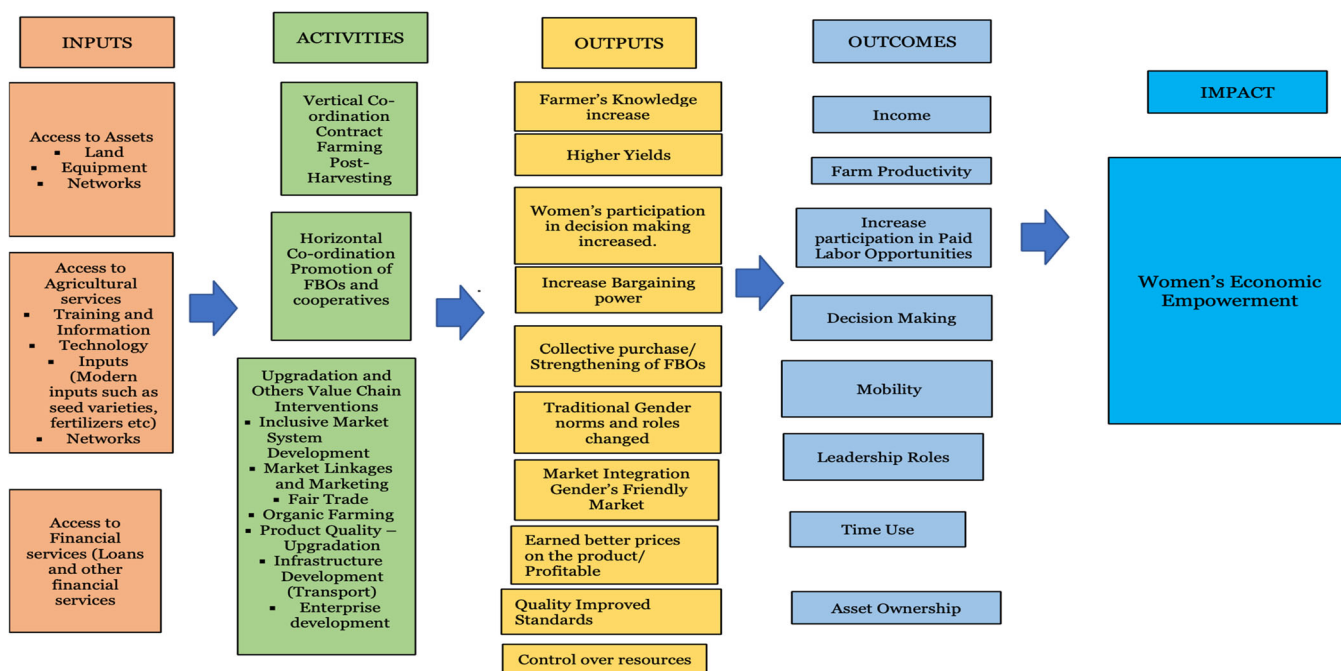 INPUTS
Access to Assets
▪ Land
▪ Equipment
▪ Networks
Access to
Agricultural services
▪ Training and
Information
▪ Technology
▪ Inputs
(Modern
inputs such as
seed varieties,
fertilizers etc)
▪ Networks
Access to
Financial services (Loans
and other
financial
services
ACTIVITIES
Vertical Co-
ordination
Contract
Farming
Post-
Harvesting
Horizontal
Co-ordination
Promotion of
FBOs and
cooperatives
Upgradation and
Others Value Chain
Interventions
▪ Inclusive Market
System
Development
▪ Market Linkages
and Marketing
▪ Fair Trade
▪ Organic Farming
▪ Product Quality –
Upgradation
▪ Infrastructure
Development
(Transport)
▪ Enterprise
development
OUTPUTS
Farmer’s Knowledge
increase
Higher Yields
Women’s participation
in decision making
increased.
Increase Bargaining
power
Collective purchase/
Strengthening of FBOs
Traditional Gender
norms and roles
changed
Market Integration
Gender’s Friendly
Market
Earned better prices
on the product/
Profitable
Quality Improved
Standards
Control over resources
OUTCOMES
Income
Farm Productivity
Increase
participation in Paid
Labor Opportunities
Decision Making
Mobility
Leadership Roles
Time Use
Asset Ownership
IMPACT
Women’s Economic
Empowerment